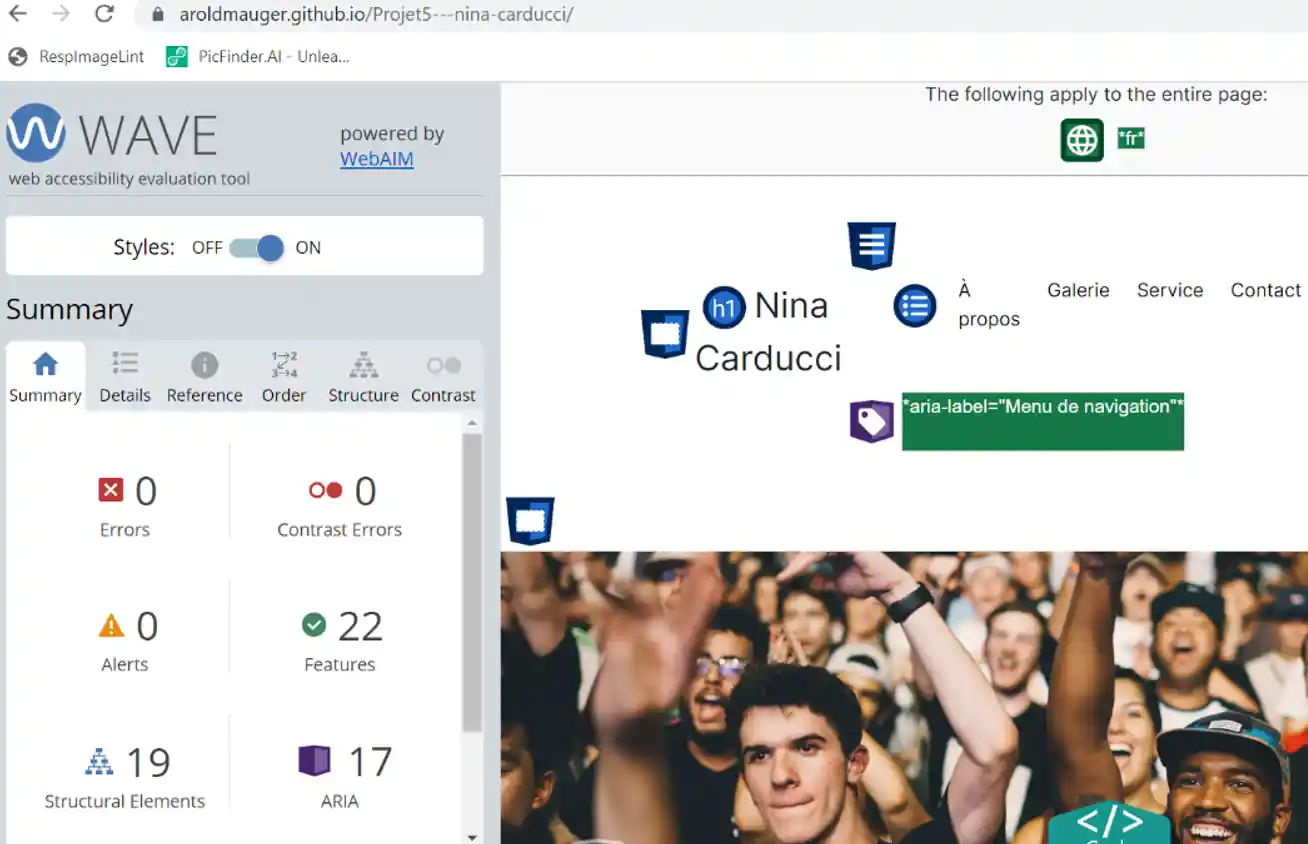 aroldmauger.github.io/Projet5---nina-carducci/
RespImageLint
PicFinder.AI - Unlea...
WAVE
powered by
WebAIM
web accessibility evaluation tool
Styles: OFF ON
Summary
Summary Details Reference Order Structure Contrast
0 0
Errors Contrast Errors
0 22
Alerts Features
19 17
Structural Elements ARIA
The following apply to the entire page:
*fr*
h1 Nina
Carducci
À
propos
Galerie Service Contact
*aria-label="Menu de navigation"*
</>